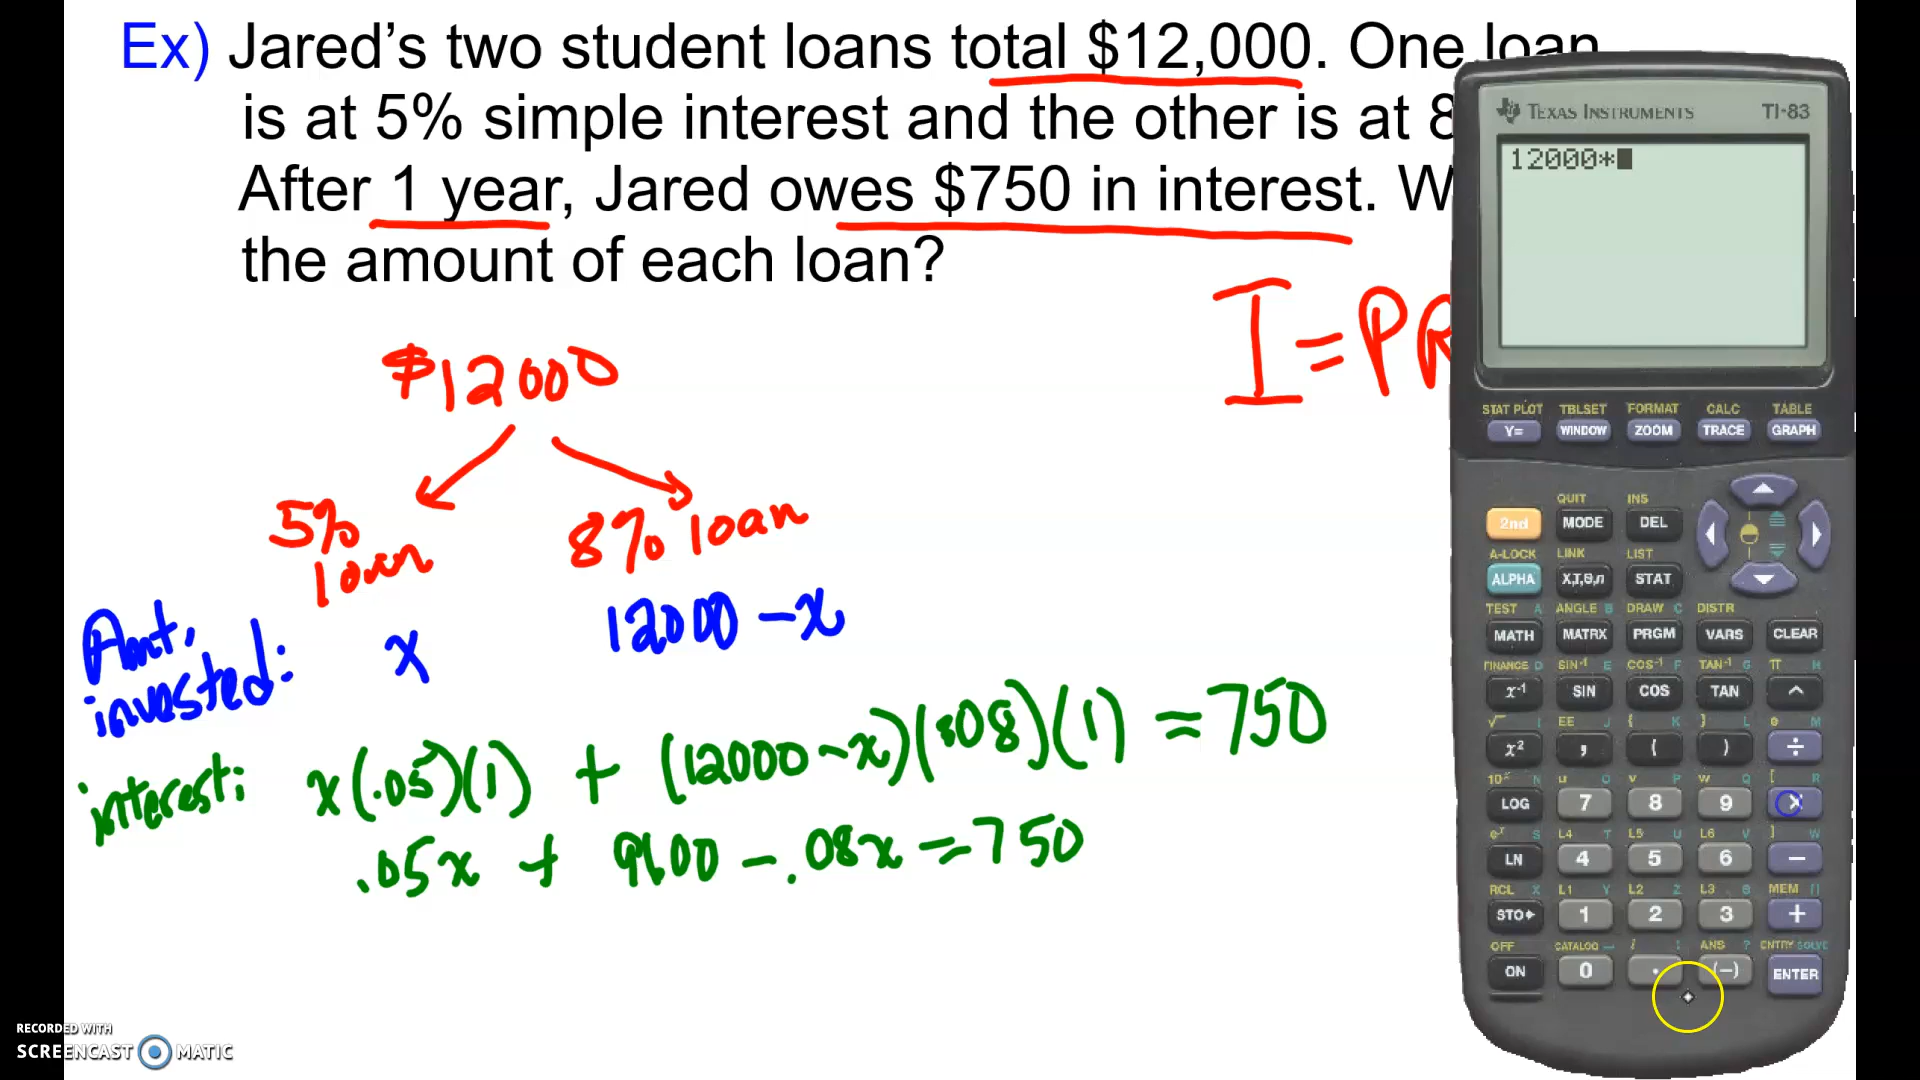 Ex) Jared's two student loans total $12,000. One loan
is at 5% simple interest and the other is at 8
After 1 year, Jared owes $750 in interest. W
the amount of each loan?
I = PR
$12000
5% loan
8% loan
Amt. invested: x 12000 - x
interest: x(.05)(1) + (12000 - x)(.08)(1) = 750
.05x + 9600 - .08x = 750
TEXAS INSTRUMENTS TI-83
12000*
STAT PLOT TBLSET FORMAT CALC TABLE
Y= WINDOW ZOOM TRACE GRAPH
QUIT INS
2nd MODE DEL
A-LOCK LINK LIST
ALPHA X,T,θ,n STAT
TEST A ANGLE B DRAW C DISTR
MATH MATRX PRGM VARS CLEAR
FINANCE D SIN⁻¹ E COS⁻¹ F TAN⁻¹ G π H
x⁻¹ SIN COS TAN ^
√ I EE J { K } L e M
x² , ( ) ÷
10ˣ N u O v P w Q [ R
LOG 7 8 9 ×
eˣ S L4 T L5 U L6 V ] W
LN 4 5 6 −
RCL X L1 Y L2 Z L3 θ MEM
STO▸ 1 2 3 +
OFF CATALOG i : ANS ? ENTRY SOLVE
ON 0 . (−) ENTER
RECORDED WITH
SCREENCAST MATIC